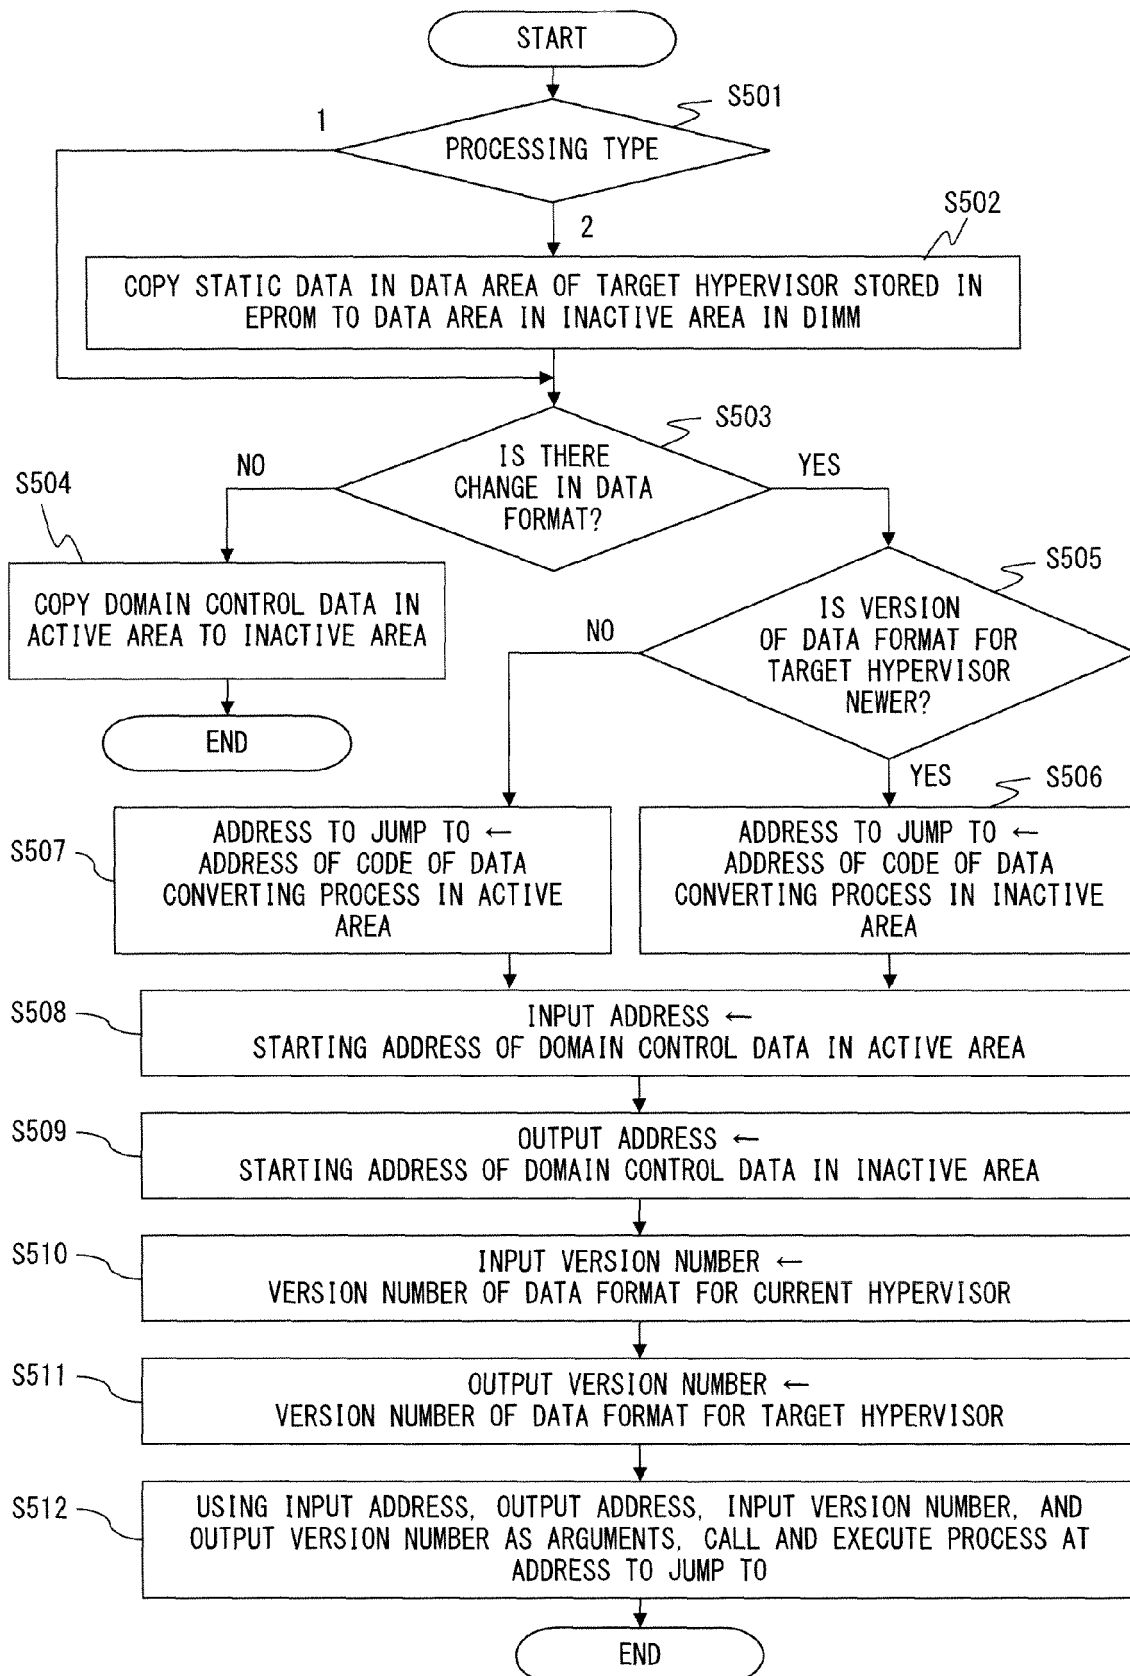 START
S501
1
PROCESSING TYPE
2
S502
COPY STATIC DATA IN DATA AREA OF TARGET HYPERVISOR STORED IN
EPROM TO DATA AREA IN INACTIVE AREA IN DIMM
S503
IS THERE
CHANGE IN DATA
FORMAT?
NO
YES
S504
COPY DOMAIN CONTROL DATA IN
ACTIVE AREA TO INACTIVE AREA
END
S505
IS VERSION
OF DATA FORMAT FOR
TARGET HYPERVISOR
NEWER?
NO
YES
S506
S507
ADDRESS TO JUMP TO ←
ADDRESS OF CODE OF DATA
CONVERTING PROCESS IN ACTIVE
AREA
ADDRESS TO JUMP TO ←
ADDRESS OF CODE OF DATA
CONVERTING PROCESS IN INACTIVE
AREA
S508
INPUT ADDRESS ←
STARTING ADDRESS OF DOMAIN CONTROL DATA IN ACTIVE AREA
S509
OUTPUT ADDRESS ←
STARTING ADDRESS OF DOMAIN CONTROL DATA IN INACTIVE AREA
S510
INPUT VERSION NUMBER ←
VERSION NUMBER OF DATA FORMAT FOR CURRENT HYPERVISOR
S511
OUTPUT VERSION NUMBER ←
VERSION NUMBER OF DATA FORMAT FOR TARGET HYPERVISOR
S512
USING INPUT ADDRESS, OUTPUT ADDRESS, INPUT VERSION NUMBER, AND
OUTPUT VERSION NUMBER AS ARGUMENTS, CALL AND EXECUTE PROCESS AT
ADDRESS TO JUMP TO
END